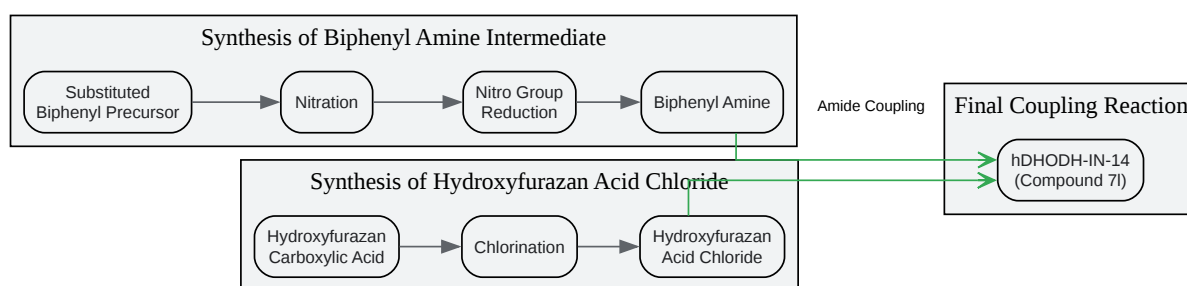 Synthesis of Biphenyl Amine Intermediate
Substituted
Biphenyl Precursor
Nitration
Nitro Group
Reduction
Biphenyl Amine
Amide Coupling
Final Coupling Reaction
hDHODH-IN-14
(Compound 7l)
Synthesis of Hydroxyfurazan Acid Chloride
Hydroxyfurazan
Carboxylic Acid
Chlorination
Hydroxyfurazan
Acid Chloride